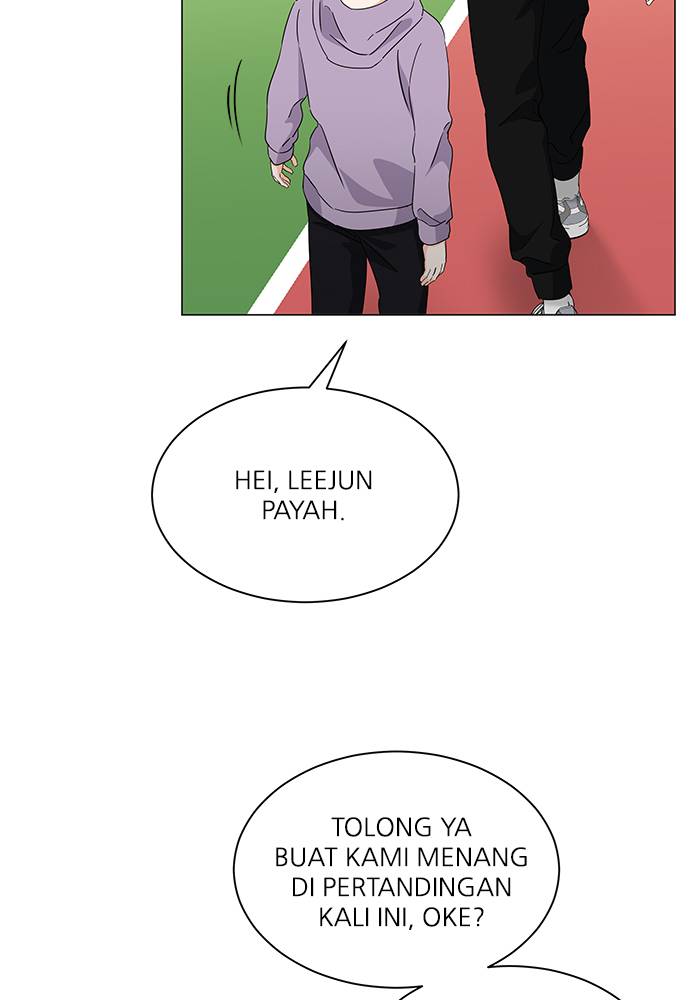 HEI, LEEJUN
PAYAH.
TOLONG YA
BUAT KAMI MENANG
DI PERTANDINGAN
KALI INI, OKE?